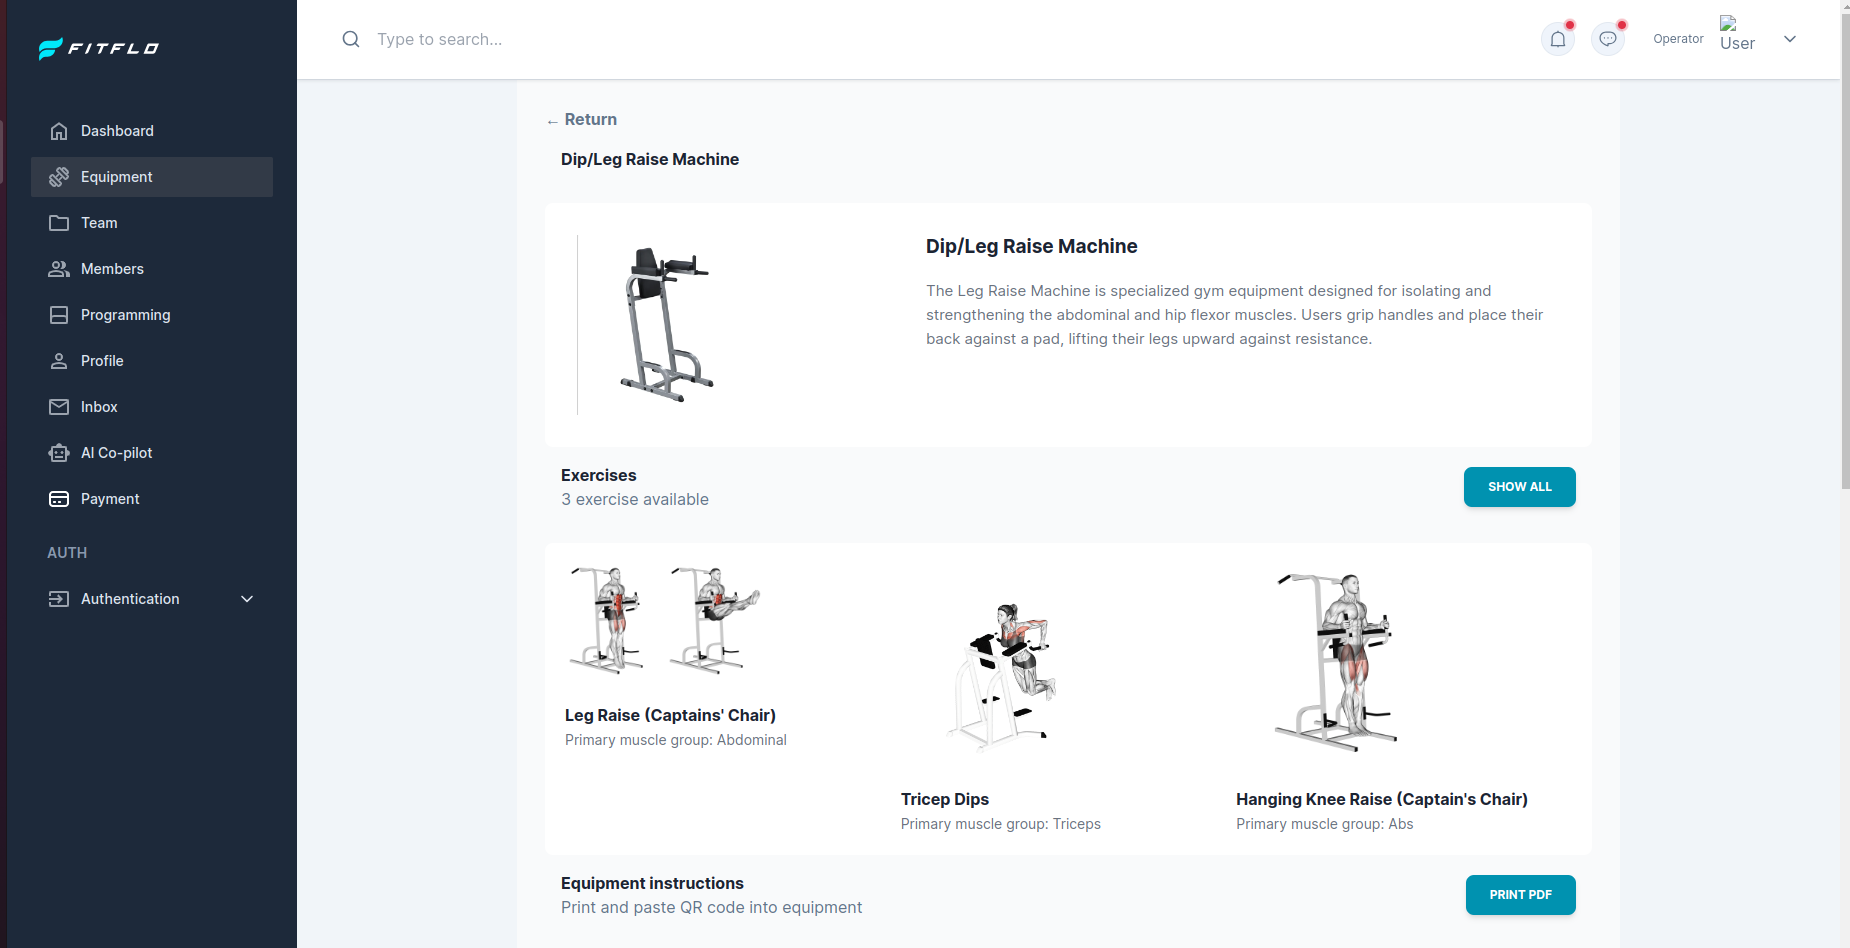 FITFLO
Type to search...
Operator
User
Dashboard
Equipment
Team
Members
Programming
Profile
Inbox
AI Co-pilot
Payment
AUTH
Authentication
← Return
Dip/Leg Raise Machine
Dip/Leg Raise Machine
The Leg Raise Machine is specialized gym equipment designed for isolating and
strengthening the abdominal and hip flexor muscles. Users grip handles and place their
back against a pad, lifting their legs upward against resistance.
Exercises
3 exercise available
SHOW ALL
Leg Raise (Captains' Chair)
Primary muscle group: Abdominal
Tricep Dips
Primary muscle group: Triceps
Hanging Knee Raise (Captain's Chair)
Primary muscle group: Abs
Equipment instructions
Print and paste QR code into equipment
PRINT PDF